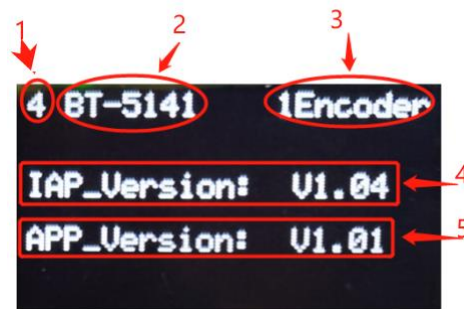 1 2 3
4 BT-5141 1Encoder
IAP_Version: V1.04 4
APP_Version: V1.01 5